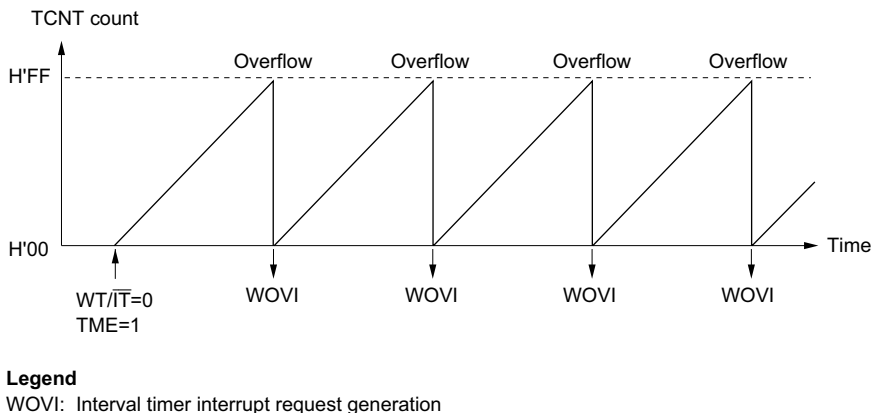 TCNT count
Overflow Overflow Overflow Overflow
H'FF
H'00
Time
WT/I̅T̅=0
TME=1
WOVI WOVI WOVI WOVI
Legend
WOVI: Interval timer interrupt request generation